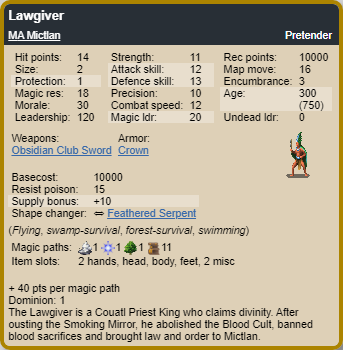 Lawgiver
MA Mictlan Pretender
Hit points: 14 Strength: 11 Rec points: 10000
Size: 2 Attack skill: 12 Map move: 16
Protection: 1 Defence skill: 13 Encumbrance: 3
Magic res: 18 Precision: 10 Age: 300
Morale: 30 Combat speed: 12 (750)
Leadership: 120 Magic ldr: 20 Undead ldr: 0
Weapons: Armor:
Obsidian Club Sword Crown
Basecost: 10000
Resist poison: 15
Supply bonus: +10
Shape changer: ⇔ Feathered Serpent
(Flying, swamp-survival, forest-survival, swimming)
Magic paths: 1 1 1 11
Item slots: 2 hands, head, body, feet, 2 misc
+ 40 pts per magic path
Dominion: 1
The Lawgiver is a Couatl Priest King who claims divinity. After
ousting the Smoking Mirror, he abolished the Blood Cult, banned
blood sacrifices and brought law and order to Mictlan.